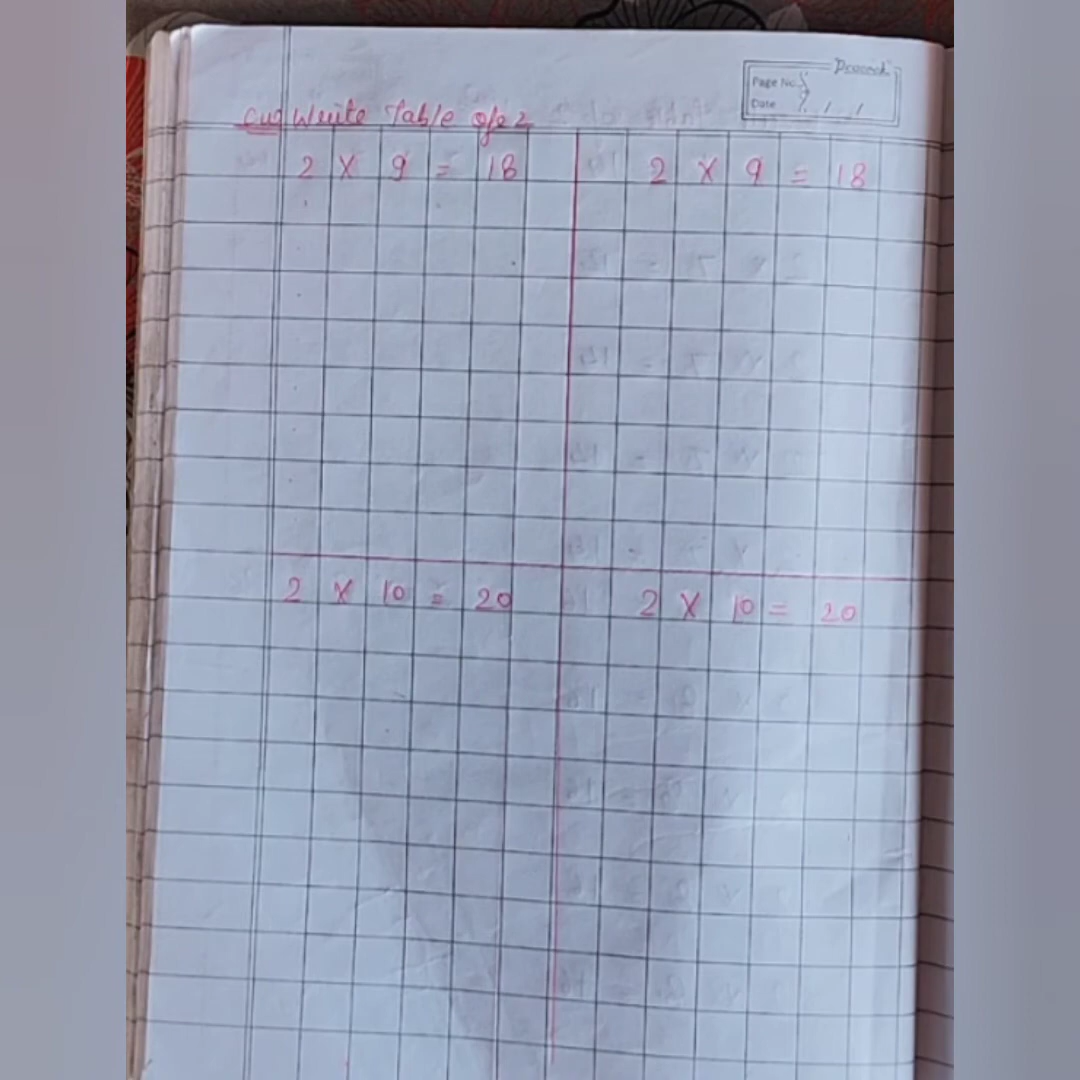 Peacock
Page No.
Date / /
CW Write Table of 2
2 X 9 = 18 2 X 9 = 18
2 X 10 = 20 2 X 10 = 20